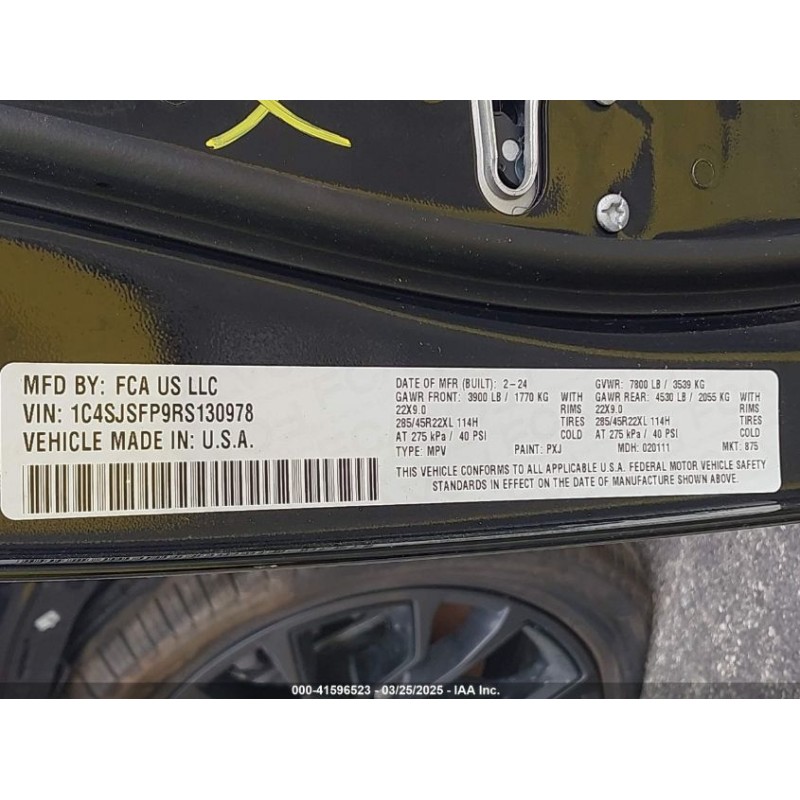 MFD BY: FCA US LLC
VIN: 1C4SJSFP9RS130978
VEHICLE MADE IN: U.S.A.
DATE OF MFR (BUILT): 2-24
GAWR FRONT: 3900 LB / 1770 KG WITH
22X9.0 RIMS
285/45R22XL 114H TIRES
AT 275 kPa / 40 PSI COLD
TYPE: MPV PAINT: PXJ
GVWR: 7800 LB / 3539 KG
GAWR REAR: 4530 LB / 2055 KG WITH
22X9.0 RIMS
285/45R22XL 114H TIRES
AT 275 kPa / 40 PSI COLD
MDH: 020111 MKT: 875
THIS VEHICLE CONFORMS TO ALL APPLICABLE U.S.A. FEDERAL MOTOR VEHICLE SAFETY
STANDARDS IN EFFECT ON THE DATE OF MANUFACTURE SHOWN ABOVE.
000-41596523 - 03/25/2025 - IAA Inc.